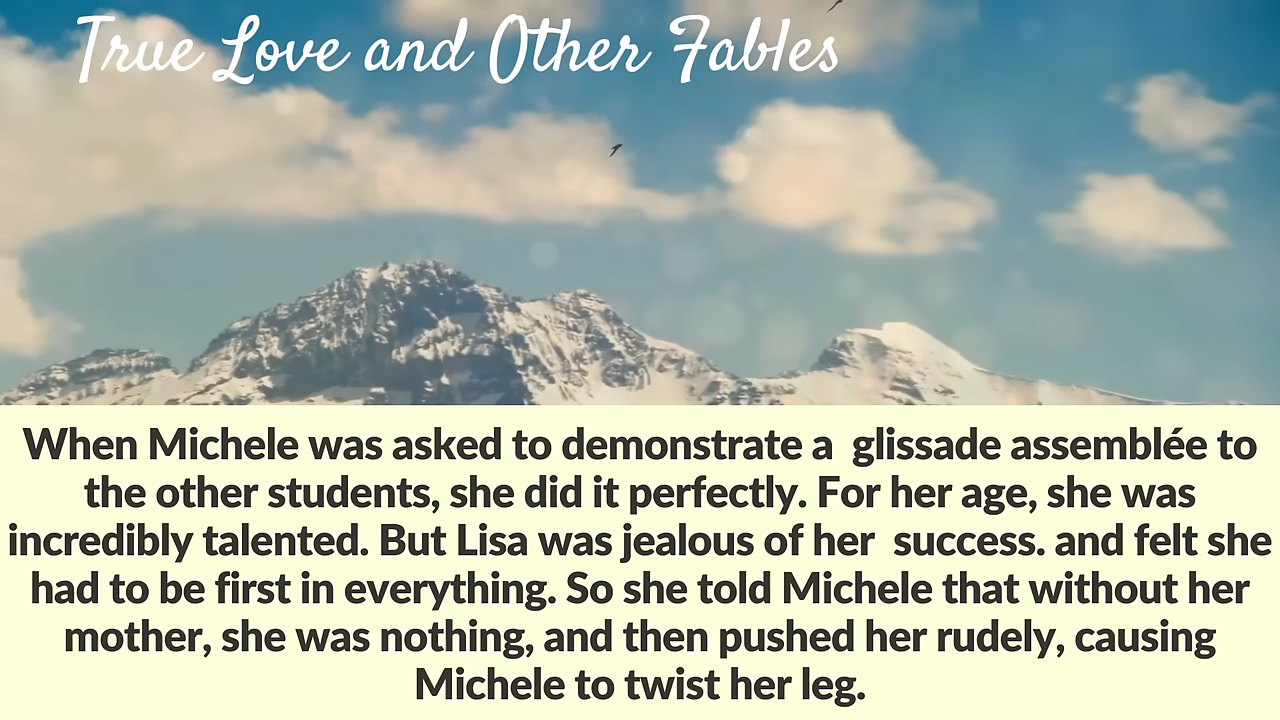 True Love and Other Fables
When Michele was asked to demonstrate a  glissade assemblée to
the other students, she did it perfectly. For her age, she was
incredibly talented. But Lisa was jealous of her  success. and felt she
had to be first in everything. So she told Michele that without her
mother, she was nothing, and then pushed her rudely, causing
Michele to twist her leg.